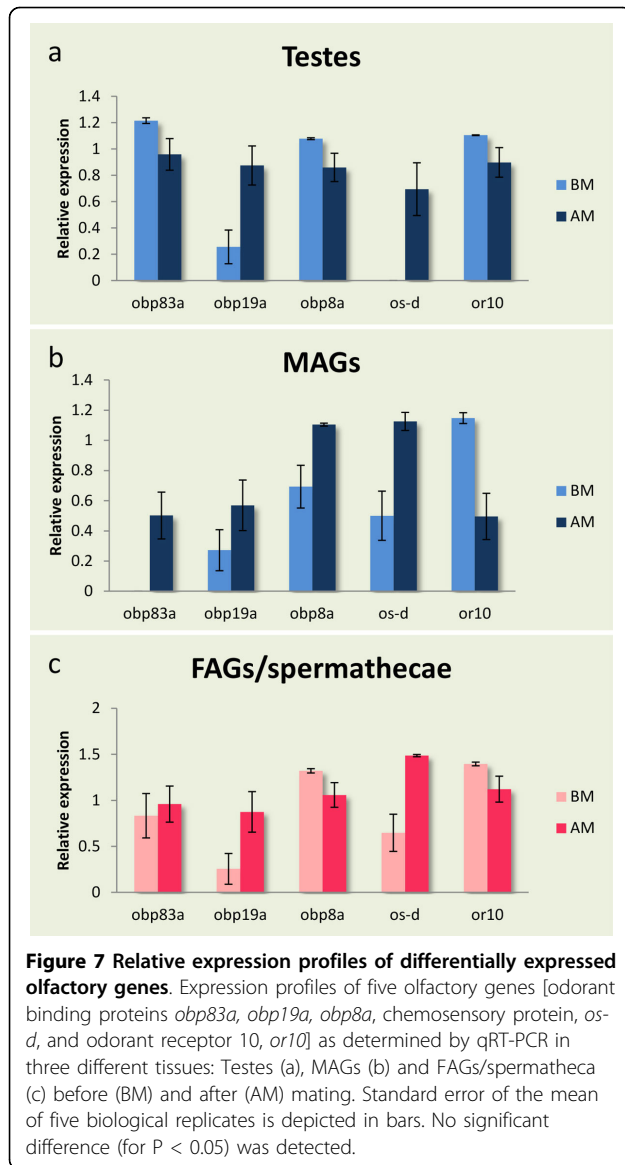 a
Testes
Relative expression
1.4
1.2
1
0.8
0.6
0.4
0.2
0
obp83a obp19a obp8a os-d or10
BM
AM
b
MAGs
Relative expression
1.4
1.2
1
0.8
0.6
0.4
0.2
0
obp83a obp19a obp8a os-d or10
BM
AM
c
FAGs/spermathecae
Relative expression
2
1.5
1
0.5
0
obp83a obp19a obp8a os-d or10
BM
AM
Figure 7 Relative expression profiles of differentially expressed
olfactory genes. Expression profiles of five olfactory genes [odorant
binding proteins obp83a, obp19a, obp8a, chemosensory protein, os-
d, and odorant receptor 10, or10] as determined by qRT-PCR in
three different tissues: Testes (a), MAGs (b) and FAGs/spermatheca
(c) before (BM) and after (AM) mating. Standard error of the mean
of five biological replicates is depicted in bars. No significant
difference (for P < 0.05) was detected.